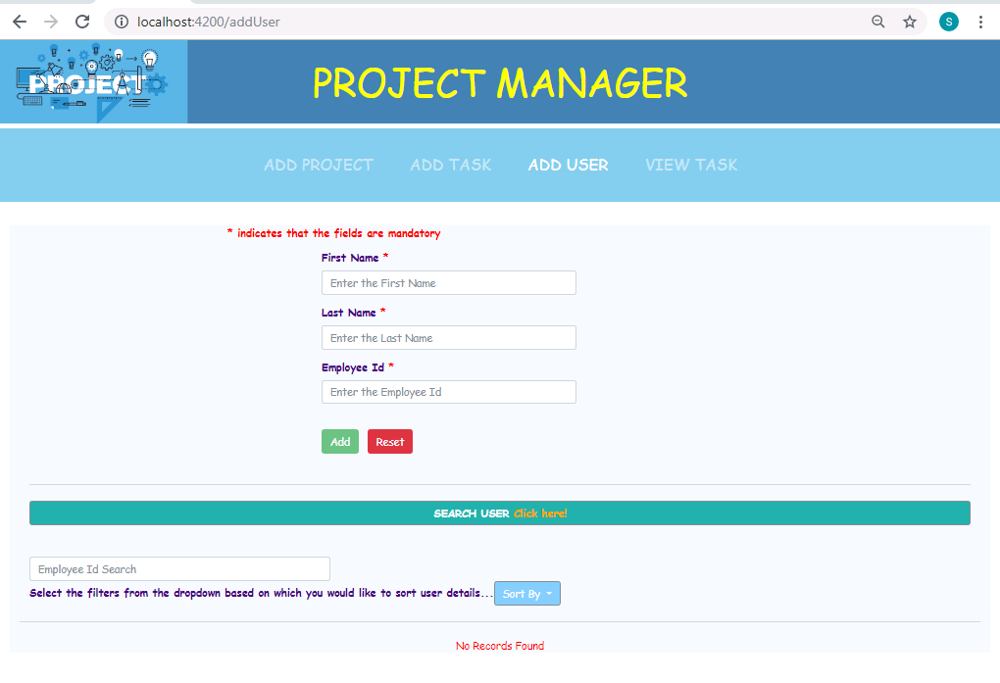 localhost:4200/addUser
S
PROJECT
PROJECT MANAGER
ADD PROJECT ADD TASK ADD USER VIEW TASK
* indicates that the fields are mandatory
First Name *
Enter the First Name
Last Name *
Enter the Last Name
Employee Id *
Enter the Employee Id
Add Reset
SEARCH USER Click here!
Employee Id Search
Select the filters from the dropdown based on which you would like to sort user details... Sort By
No Records Found